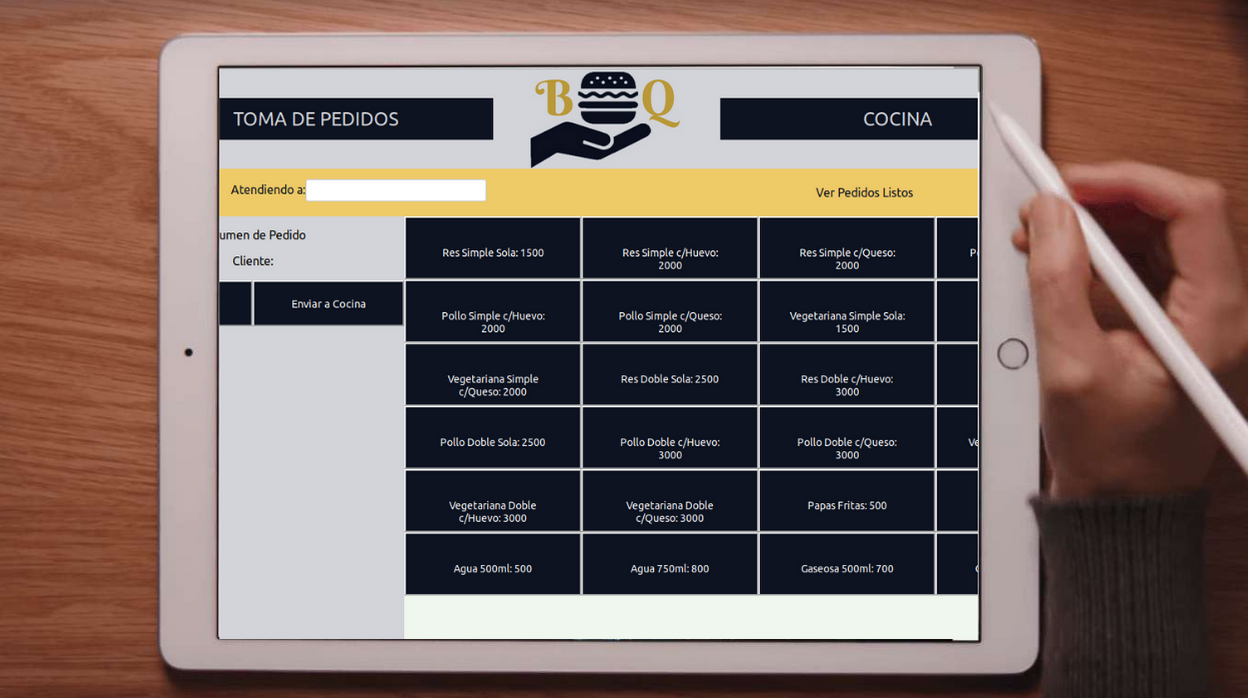 B Q
TOMA DE PEDIDOS
COCINA
Atendiendo a:
Ver Pedidos Listos
umen de Pedido
Cliente:
Enviar a Cocina
Res Simple Sola: 1500
Res Simple c/Huevo:
2000
Res Simple c/Queso:
2000
Pollo Simple c/Huevo:
2000
Pollo Simple c/Queso:
2000
Vegetariana Simple Sola:
1500
Vegetariana Simple
c/Queso: 2000
Res Doble Sola: 2500
Res Doble c/Huevo:
3000
Pollo Doble Sola: 2500
Pollo Doble c/Huevo:
3000
Pollo Doble c/Queso:
3000
Ve
Vegetariana Doble
c/Huevo: 3000
Vegetariana Doble
c/Queso: 3000
Papas Fritas: 500
Agua 500ml: 500
Agua 750ml: 800
Gaseosa 500ml: 700